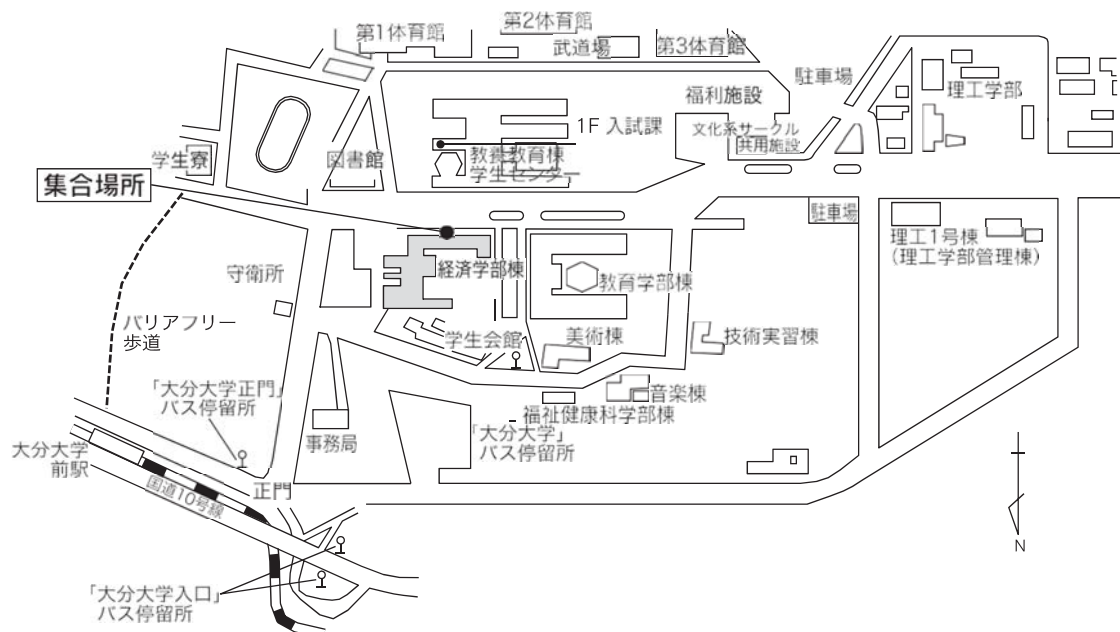 第1体育館
第2体育館
武道場
第3体育館
駐車場
理工学部
福利施設
1F 入試課
文化系サークル
共用施設
教養教育棟
学生センター
図書館
学生寮
集合場所
駐車場
理工1号棟
(理工学部管理棟)
経済学部棟
教育学部棟
守衛所
バリアフリー
歩道
学生会館
美術棟
技術実習棟
「大分大学正門」
バス停留所
音楽棟
福祉健康科学部棟
事務局
「大分大学」
バス停留所
大分大学
前駅
国道10号線
正門
N
「大分大学入口」
バス停留所